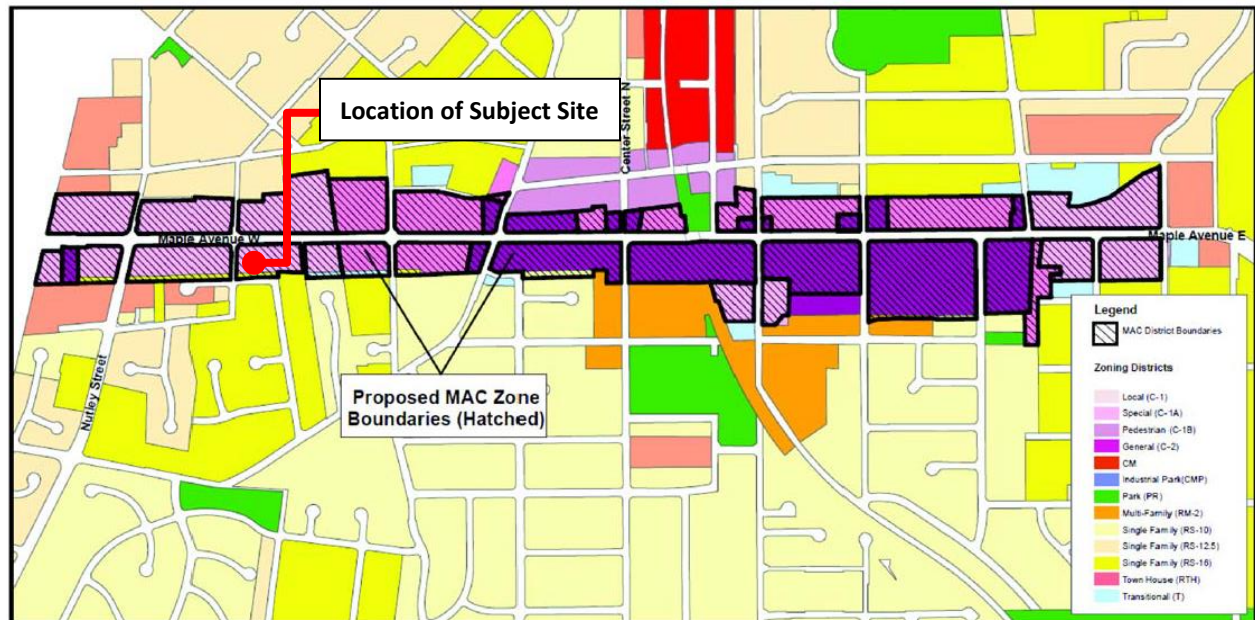 Location of Subject Site
Center Street N
Maple Avenue W
Maple Avenue E
Nutley Street
Proposed MAC Zone
Boundaries (Hatched)
Legend
MAC District Boundaries
Zoning Districts
Local (C-1)
Special (C-1A)
Pedestrian (C-1B)
General (C-2)
CM
Industrial Park(CMP)
Park (PR)
Multi-Family (RM-2)
Single Family (RS-10)
Single Family (RS-12.5)
Single Family (RS-16)
Town House (RTH)
Transitional (T)